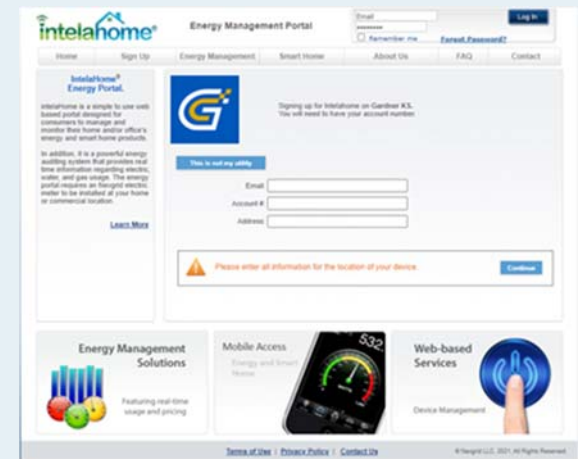 intelahome®
Energy Management Portal
Email
Log In
Remember me
Forgot Password?
Home
Sign Up
Energy Management
Smart Home
About Us
FAQ
Contact
IntelaHome®
Energy Portal.
IntelaHome is a simple to use web
based portal designed for
consumers to manage and
monitor their home and/or office's
energy and smart home products.
In addition, it is a powerful energy
auditing system that provides real
time information regarding electric,
water, and gas usage. The energy
portal requires an Nexgrid electric
meter to be installed at your home
or commercial location.
Learn More
G
Signing up for Intelahome on Gardner KS.
You will need to have your account number.
This is not my utility
Email
Account #
Address
Please enter all information for the location of your device.
Continue
Energy Management
Solutions
Featuring real-time
usage and pricing
Mobile Access
Energy and Smart
Home
532.
Web-based
Services
Device Management
Terms of Use | Privacy Policy | Contact Us
© Nexgrid LLC, 2021, All Rights Reserved